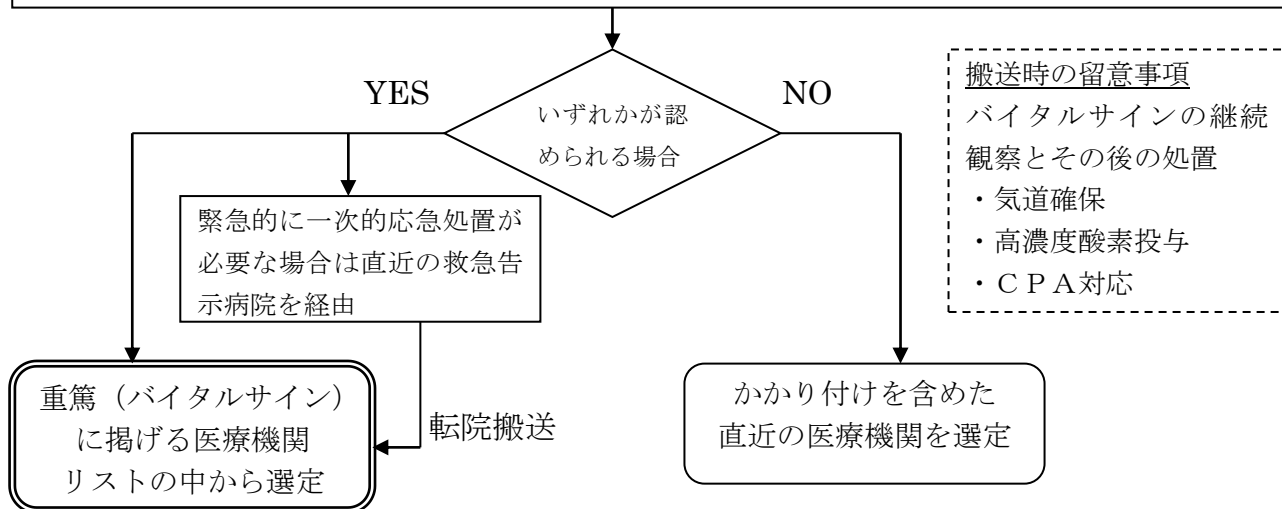 YES
NO
いずれかが認
められる場合
搬送時の留意事項
バイタルサインの継続
観察とその後の処置
・気道確保
・高濃度酸素投与
・ＣＰＡ対応
緊急的に一次的応急処置が
必要な場合は直近の救急告
示病院を経由
重篤（バイタルサイン）
に掲げる医療機関
リストの中から選定
転院搬送
かかり付けを含めた
直近の医療機関を選定